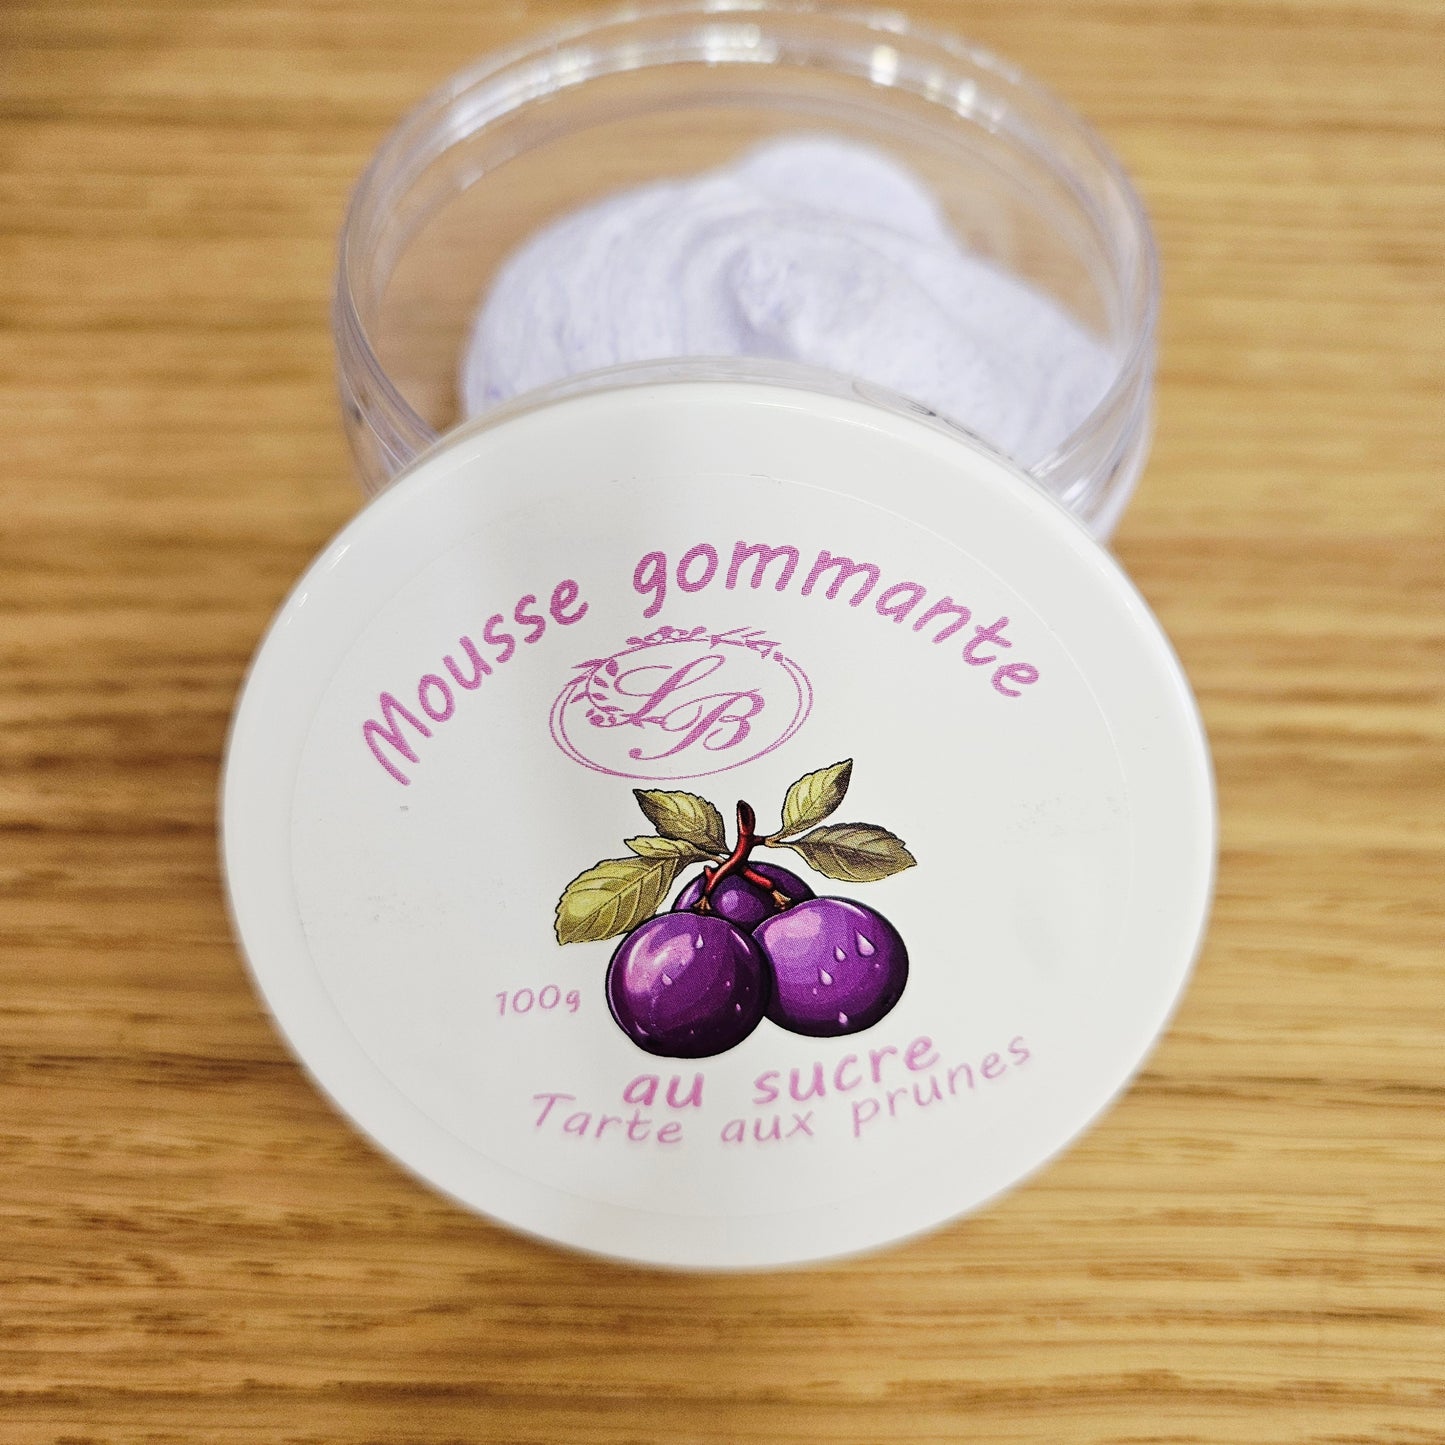 Mousse gommante
LB
100g
au sucre
Tarte aux prunes